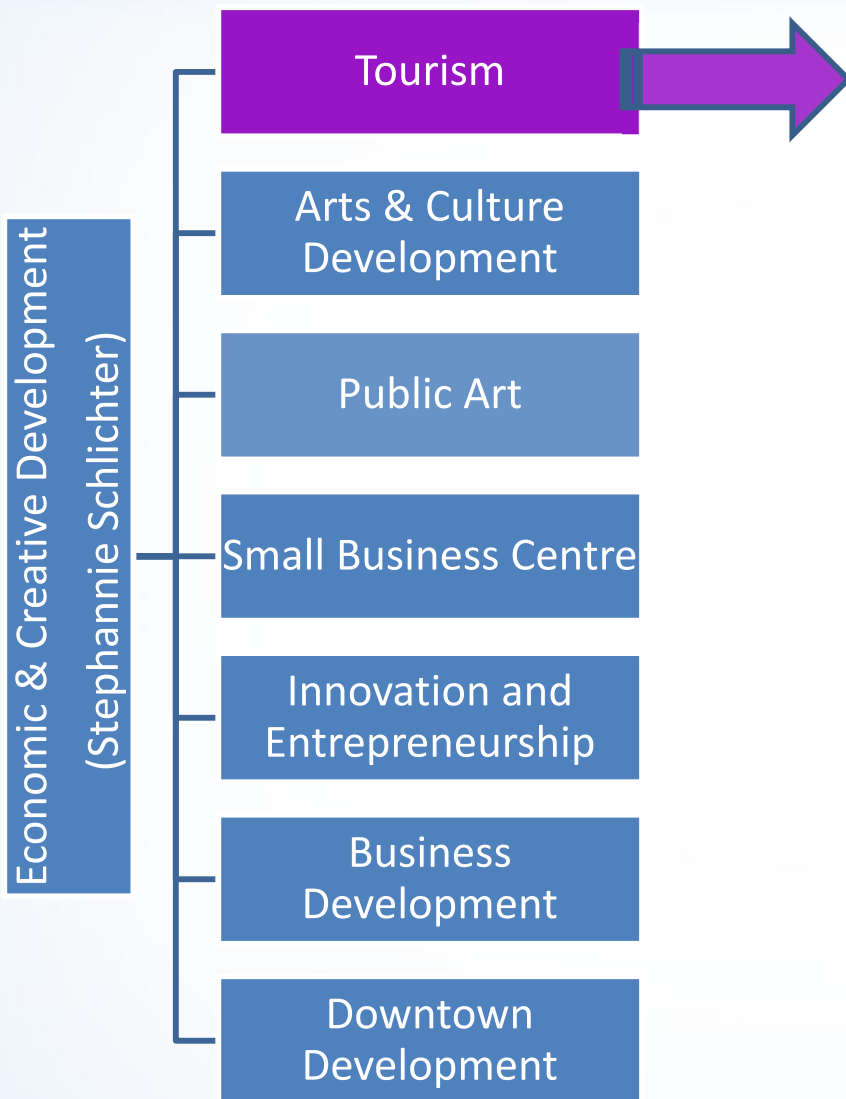 Economic & Creative Development
(Stephannie Schlichter)
Tourism
Arts & Culture
Development
Public Art
Small Business Centre
Innovation and
Entrepreneurship
Business
Development
Downtown
Development